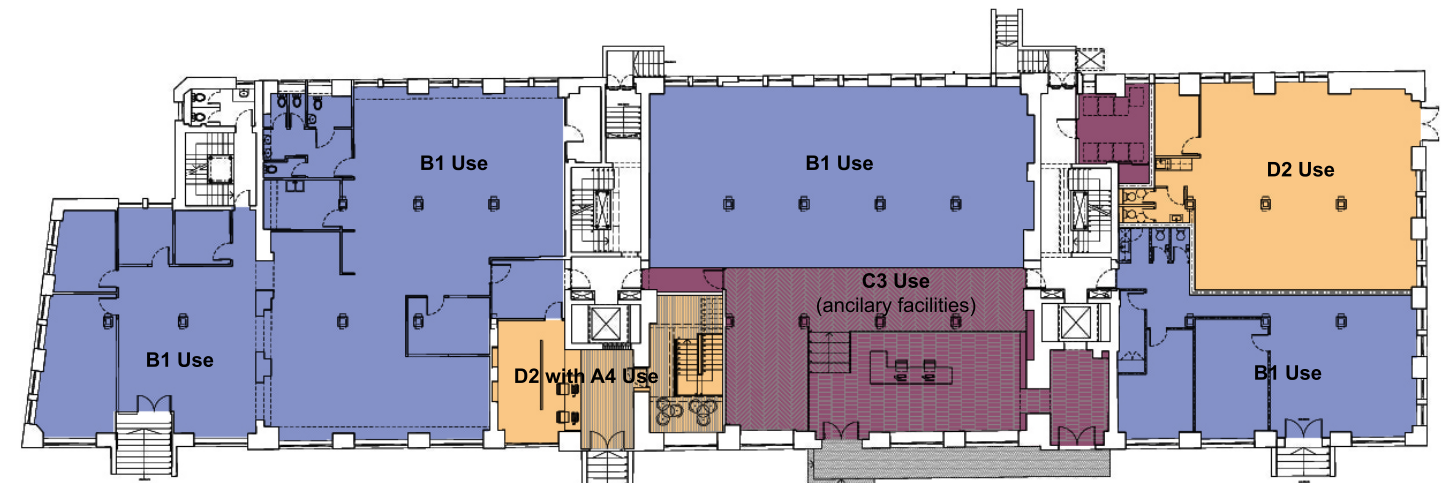 B1 Use
B1 Use
D2 Use
C3 Use
(ancilary facilities)
B1 Use
D2 with A4 Use
B1 Use